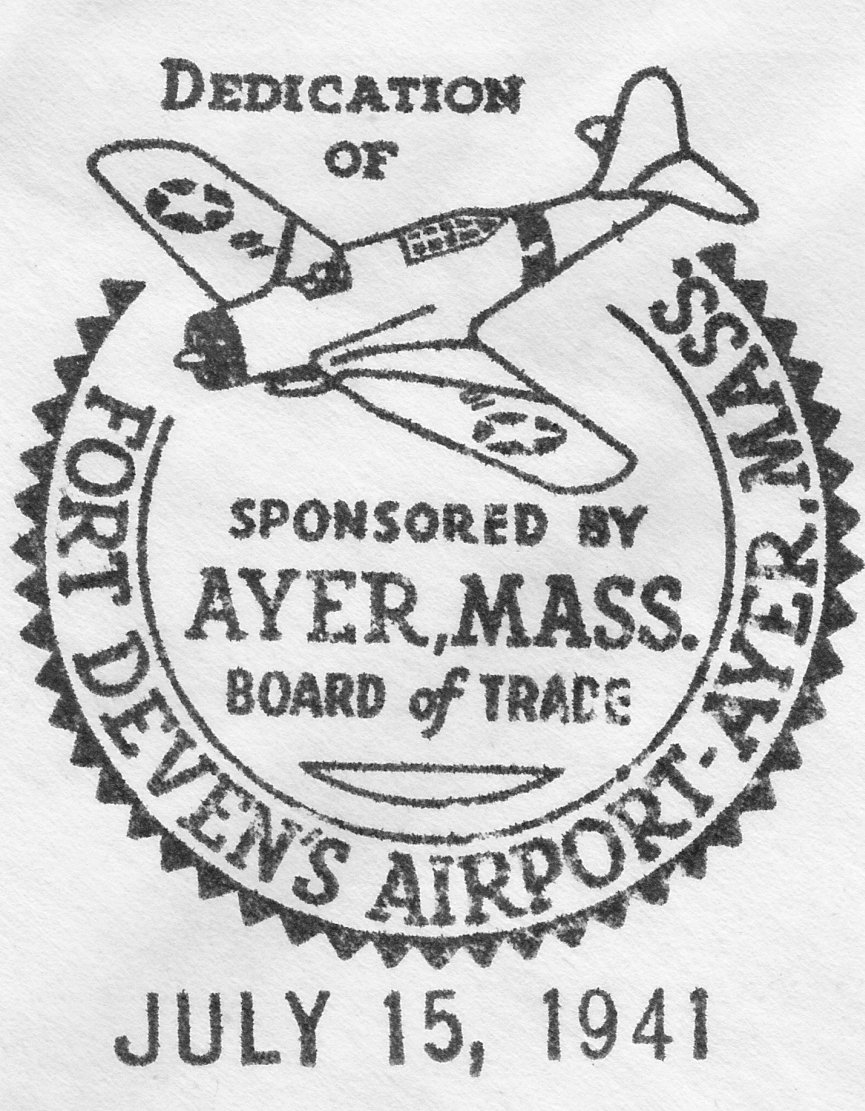 DEDICATION
OF
FORT DEVEN'S AIRPORT-AYER, MASS.
SPONSORED BY
AYER, MASS.
BOARD of TRADE
JULY 15, 1941